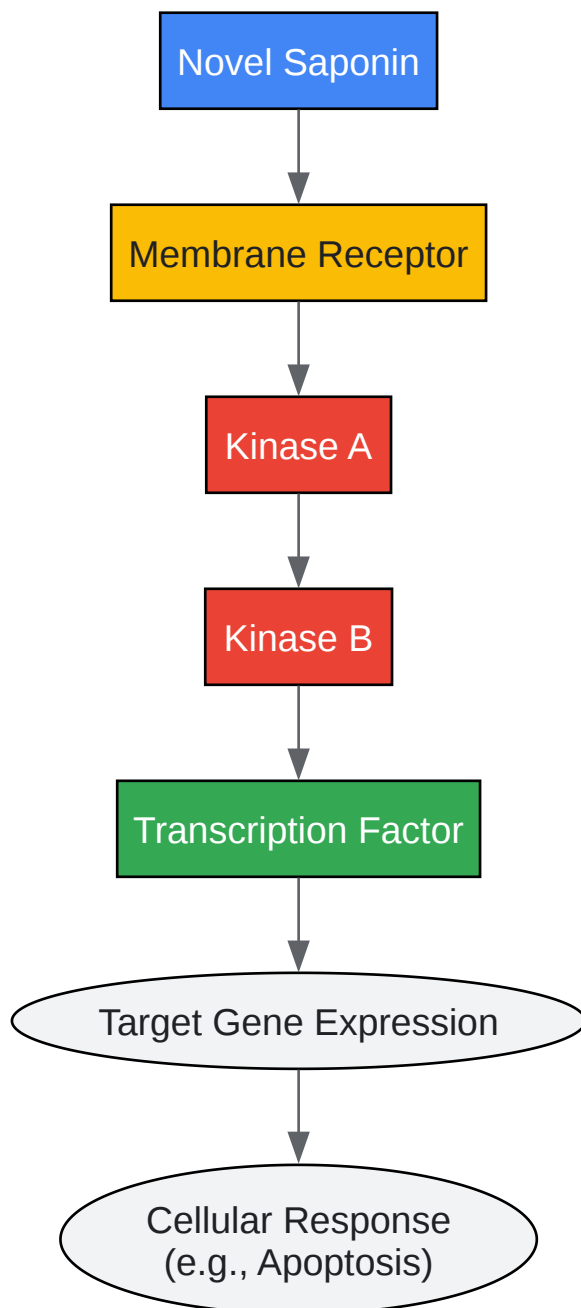 Novel Saponin
Membrane Receptor
Kinase A
Kinase B
Transcription Factor
Target Gene Expression
Cellular Response
(e.g., Apoptosis)